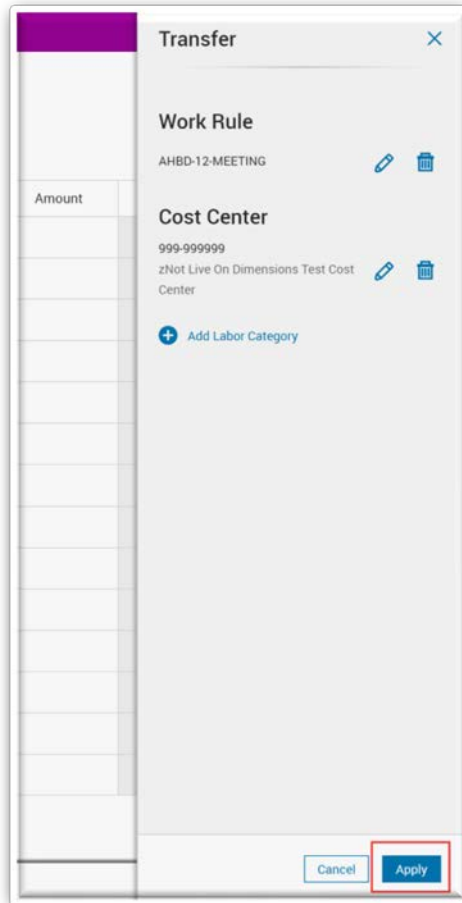 Transfer
Work Rule
AHBD-12-MEETING
Amount
Cost Center
999-999999
zNot Live On Dimensions Test Cost
Center
Add Labor Category
Cancel
Apply